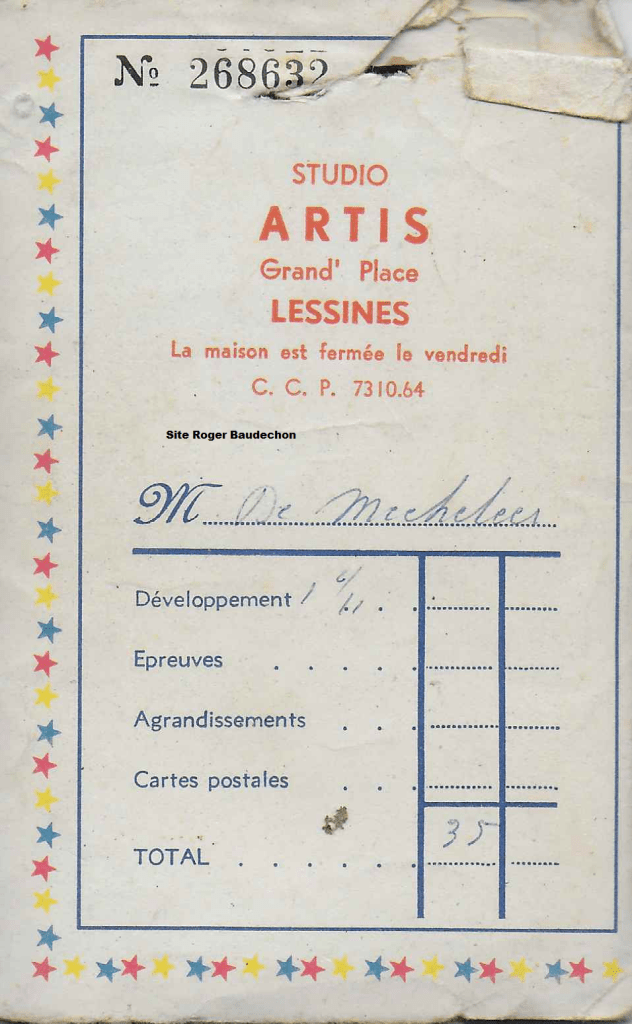 № 268632
STUDIO
ARTIS
Grand' Place
LESSINES
La maison est fermée le vendredi
C. C. P. 7310.64
Site Roger Baudechon
M De Mecheleer
Développement 1
Epreuves
Agrandissements
Cartes postales
TOTAL 35